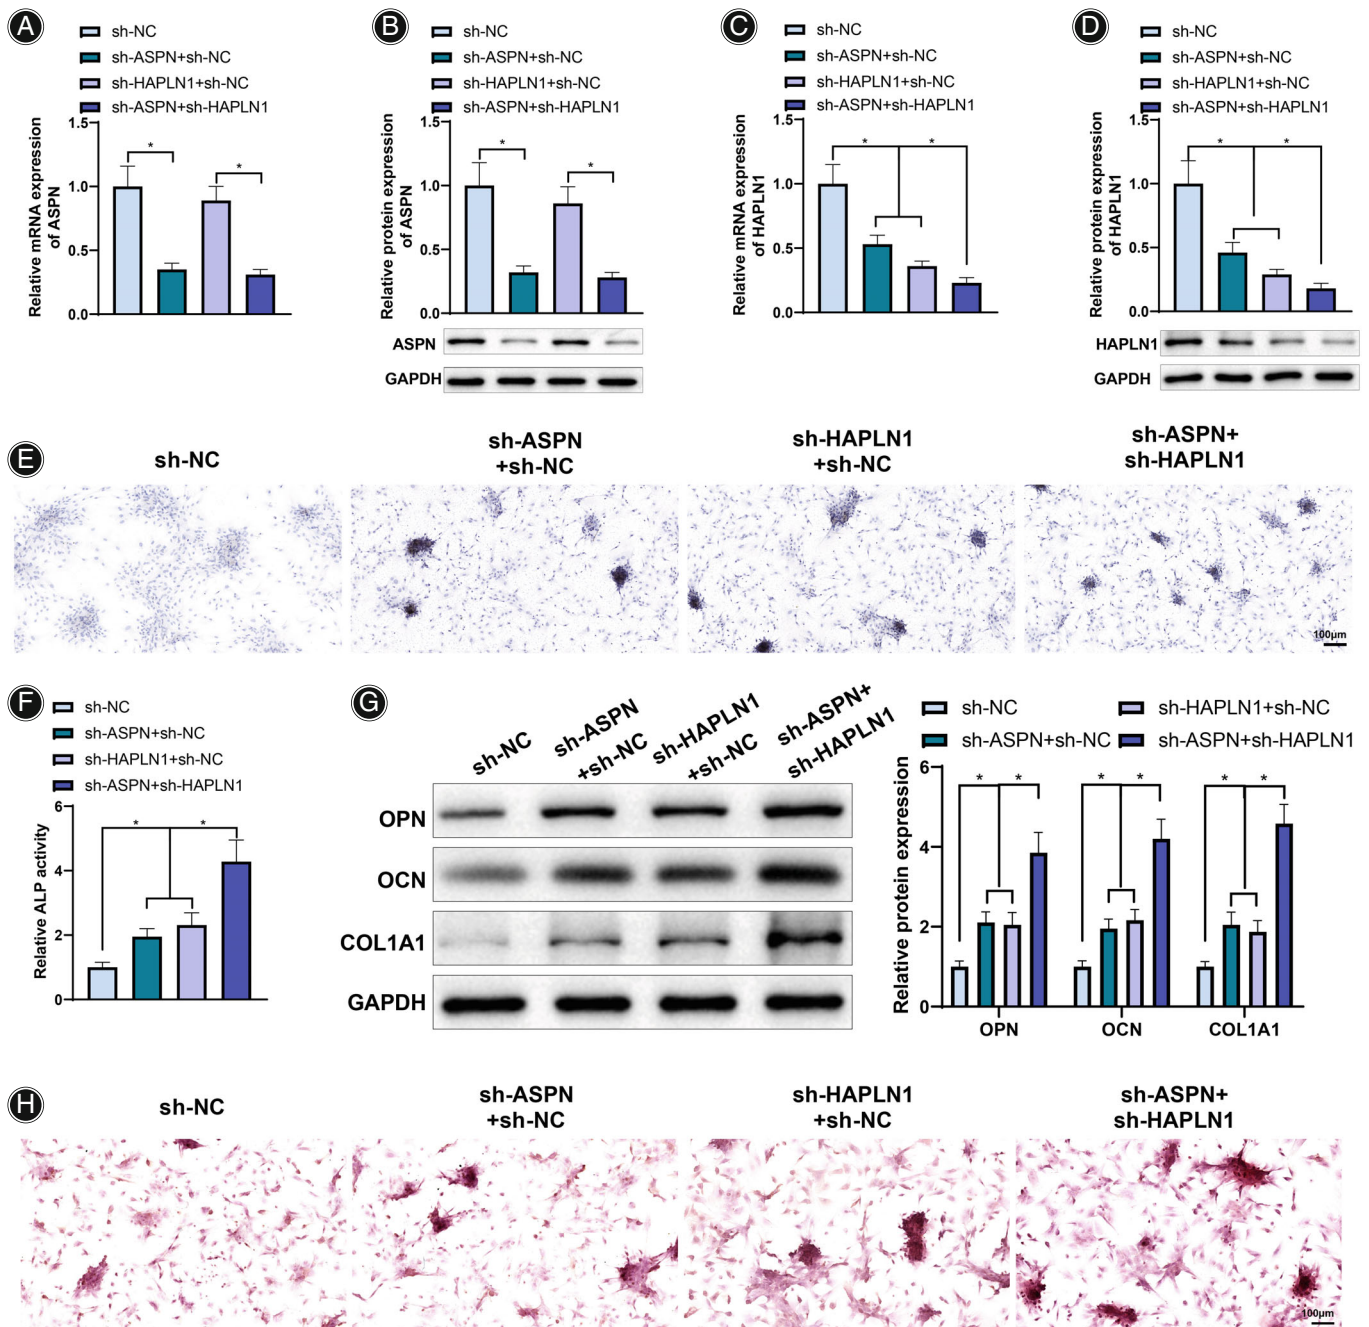 A
sh-NC
sh-ASPN+sh-NC
sh-HAPLN1+sh-NC
sh-ASPN+sh-HAPLN1
Relative mRNA expression
of ASPN
1.5
1.0
0.5
0.0
*
*
B
sh-NC
sh-ASPN+sh-NC
sh-HAPLN1+sh-NC
sh-ASPN+sh-HAPLN1
Relative protein expression
of ASPN
1.5
1.0
0.5
0.0
*
*
ASPN
GAPDH
C
sh-NC
sh-ASPN+sh-NC
sh-HAPLN1+sh-NC
sh-ASPN+sh-HAPLN1
Relative mRNA expression
of HAPLN1
1.5
1.0
0.5
0.0
*
*
D
sh-NC
sh-ASPN+sh-NC
sh-HAPLN1+sh-NC
sh-ASPN+sh-HAPLN1
Relative protein expression
of HAPLN1
1.5
1.0
0.5
0.0
*
*
HAPLN1
GAPDH
E
sh-NC
sh-ASPN
+sh-NC
sh-HAPLN1
+sh-NC
sh-ASPN+
sh-HAPLN1
100μm
F
sh-NC
sh-ASPN+sh-NC
sh-HAPLN1+sh-NC
sh-ASPN+sh-HAPLN1
Relative ALP activity
6
4
2
0
*
*
G
sh-NC
sh-ASPN
+sh-NC
sh-HAPLN1
+sh-NC
sh-ASPN+
sh-HAPLN1
OPN
OCN
COL1A1
GAPDH
sh-NC
sh-HAPLN1+sh-NC
sh-ASPN+sh-NC
sh-ASPN+sh-HAPLN1
Relative protein expression
6
4
2
0
*
*
*
*
*
*
OPN
OCN
COL1A1
H
sh-NC
sh-ASPN
+sh-NC
sh-HAPLN1
+sh-NC
sh-ASPN+
sh-HAPLN1
100μm